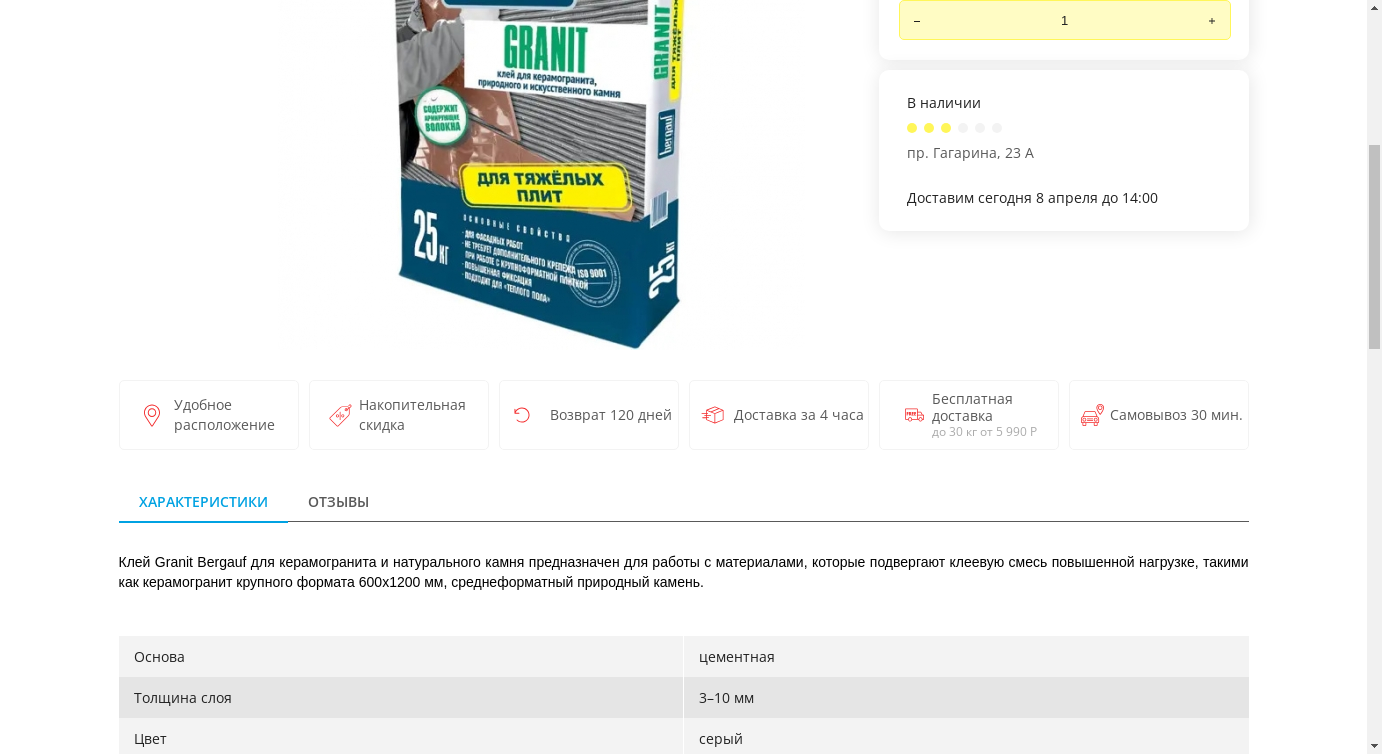 GRANIT
клей для керамогранита,
природного и искусственного камня
GRANIT
ДЛЯ ТЯЖЁЛЫХ
ПЛИТ
СОДЕРЖИТ
АРМИРУЮЩИЕ
ВОЛОКНА
bergauf
ДЛЯ ТЯЖЁЛЫХ
ПЛИТ
25 КГ
ОСНОВНЫЕ СВОЙСТВА
ДЛЯ ФАСАДНЫХ РАБОТ
НЕ ТРЕБУЕТ ДОПОЛНИТЕЛЬНОГО КРЕПЕЖА
ПРИ РАБОТЕ С КРУПНОФОРМАТНОЙ ПЛИТКОЙ
ПОВЫШЕННАЯ ФИКСАЦИЯ
ПОДХОДИТ ДЛЯ «ТЕПЛОГО ПОЛА»
ISO 9001
25 КГ
– 1 +
В наличии
пр. Гагарина, 23 А
Доставим сегодня 8 апреля до 14:00
Удобное
расположение
Накопительная
скидка
Возврат 120 дней
Доставка за 4 часа
FREE
Бесплатная
доставка
до 30 кг от 5 990 Р
Самовывоз 30 мин.
ХАРАКТЕРИСТИКИ ОТЗЫВЫ
Клей Granit Bergauf для керамогранита и натурального камня предназначен для работы с материалами, которые подвергают клеевую смесь повышенной нагрузке, такими
как керамогранит крупного формата 600х1200 мм, среднеформатный природный камень.
Основа цементная
Толщина слоя 3–10 мм
Цвет серый